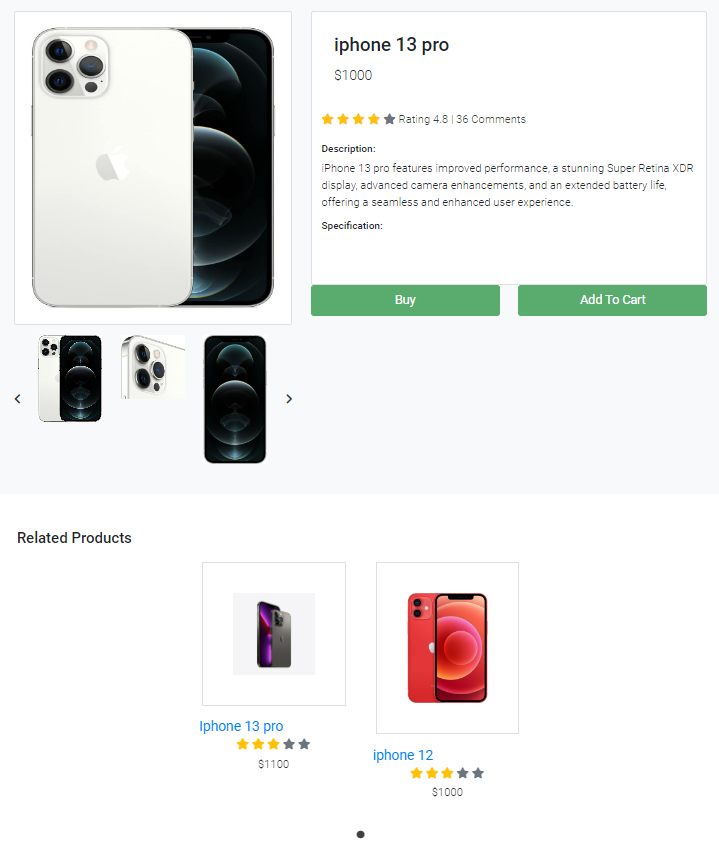 iphone 13 pro
$1000
Rating 4.8 | 36 Comments
Description:
iPhone 13 pro features improved performance, a stunning Super Retina XDR
display, advanced camera enhancements, and an extended battery life,
offering a seamless and enhanced user experience.
Specification:
Buy
Add To Cart
Related Products
Iphone 13 pro
$1100
iphone 12
$1000